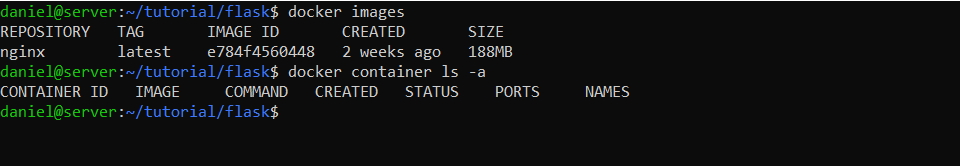 daniel@server:~/tutorial/flask$ docker images
REPOSITORY   TAG       IMAGE ID       CREATED       SIZE
nginx        latest    e784f4560448   2 weeks ago   188MB
daniel@server:~/tutorial/flask$ docker container ls -a
CONTAINER ID   IMAGE     COMMAND   CREATED   STATUS    PORTS     NAMES
daniel@server:~/tutorial/flask$